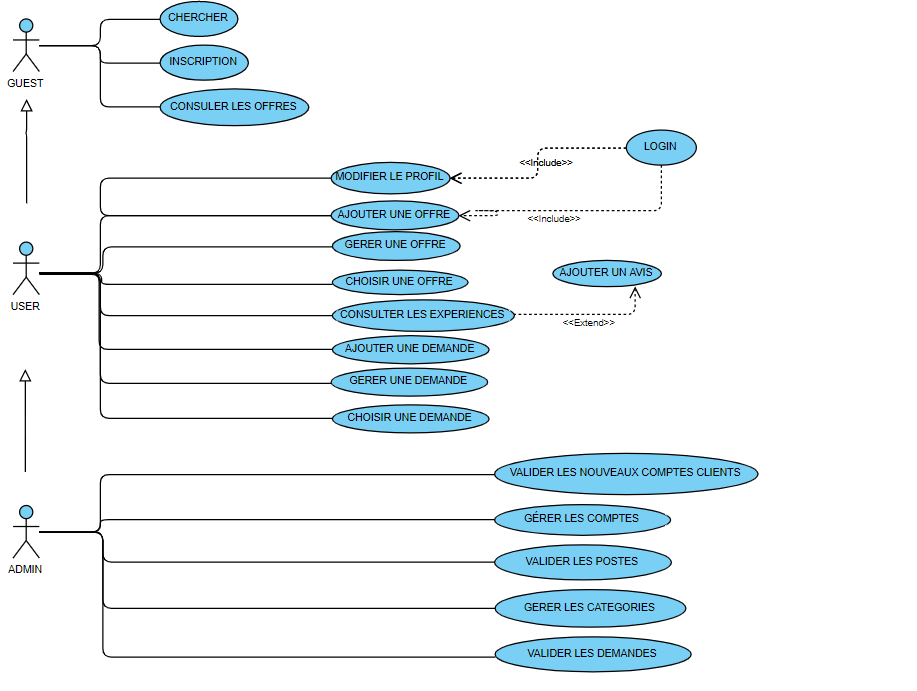 CHERCHER
INSCRIPTION
GUEST
CONSULER LES OFFRES
LOGIN
<<Include>>
MODIFIER LE PROFIL
AJOUTER UNE OFFRE
<<Include>>
GERER UNE OFFRE
AJOUTER UN AVIS
CHOISIR UNE OFFRE
USER
CONSULTER LES EXPERIENCES
<<Extend>>
AJOUTER UNE DEMANDE
GERER UNE DEMANDE
CHOISIR UNE DEMANDE
VALIDER LES NOUVEAUX COMPTES CLIENTS
GÉRER LES COMPTES
VALIDER LES POSTES
ADMIN
GERER LES CATEGORIES
VALIDER LES DEMANDES